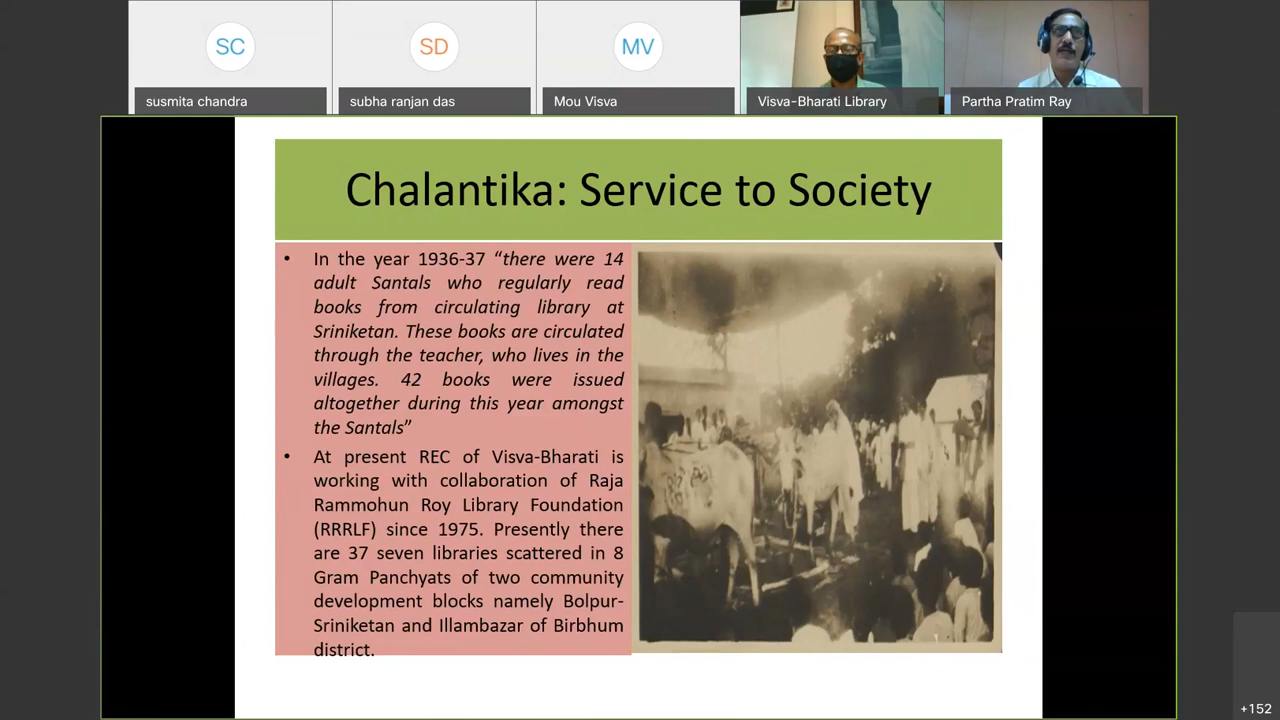 SC
SD
MV
susmita chandra
subha ranjan das
Mou Visva
Visva-Bharati Library
Partha Pratim Ray
Chalantika: Service to Society
• In the year 1936-37 “there were 14
adult Santals who regularly read
books from circulating library at
Sriniketan. These books are circulated
through the teacher, who lives in the
villages. 42 books were issued
altogether during this year amongst
the Santals”
• At present REC of Visva-Bharati is
working with collaboration of Raja
Rammohun Roy Library Foundation
(RRRLF) since 1975. Presently there
are 37 seven libraries scattered in 8
Gram Panchyats of two community
development blocks namely Bolpur-
Sriniketan and Illambazar of Birbhum
district.
+152